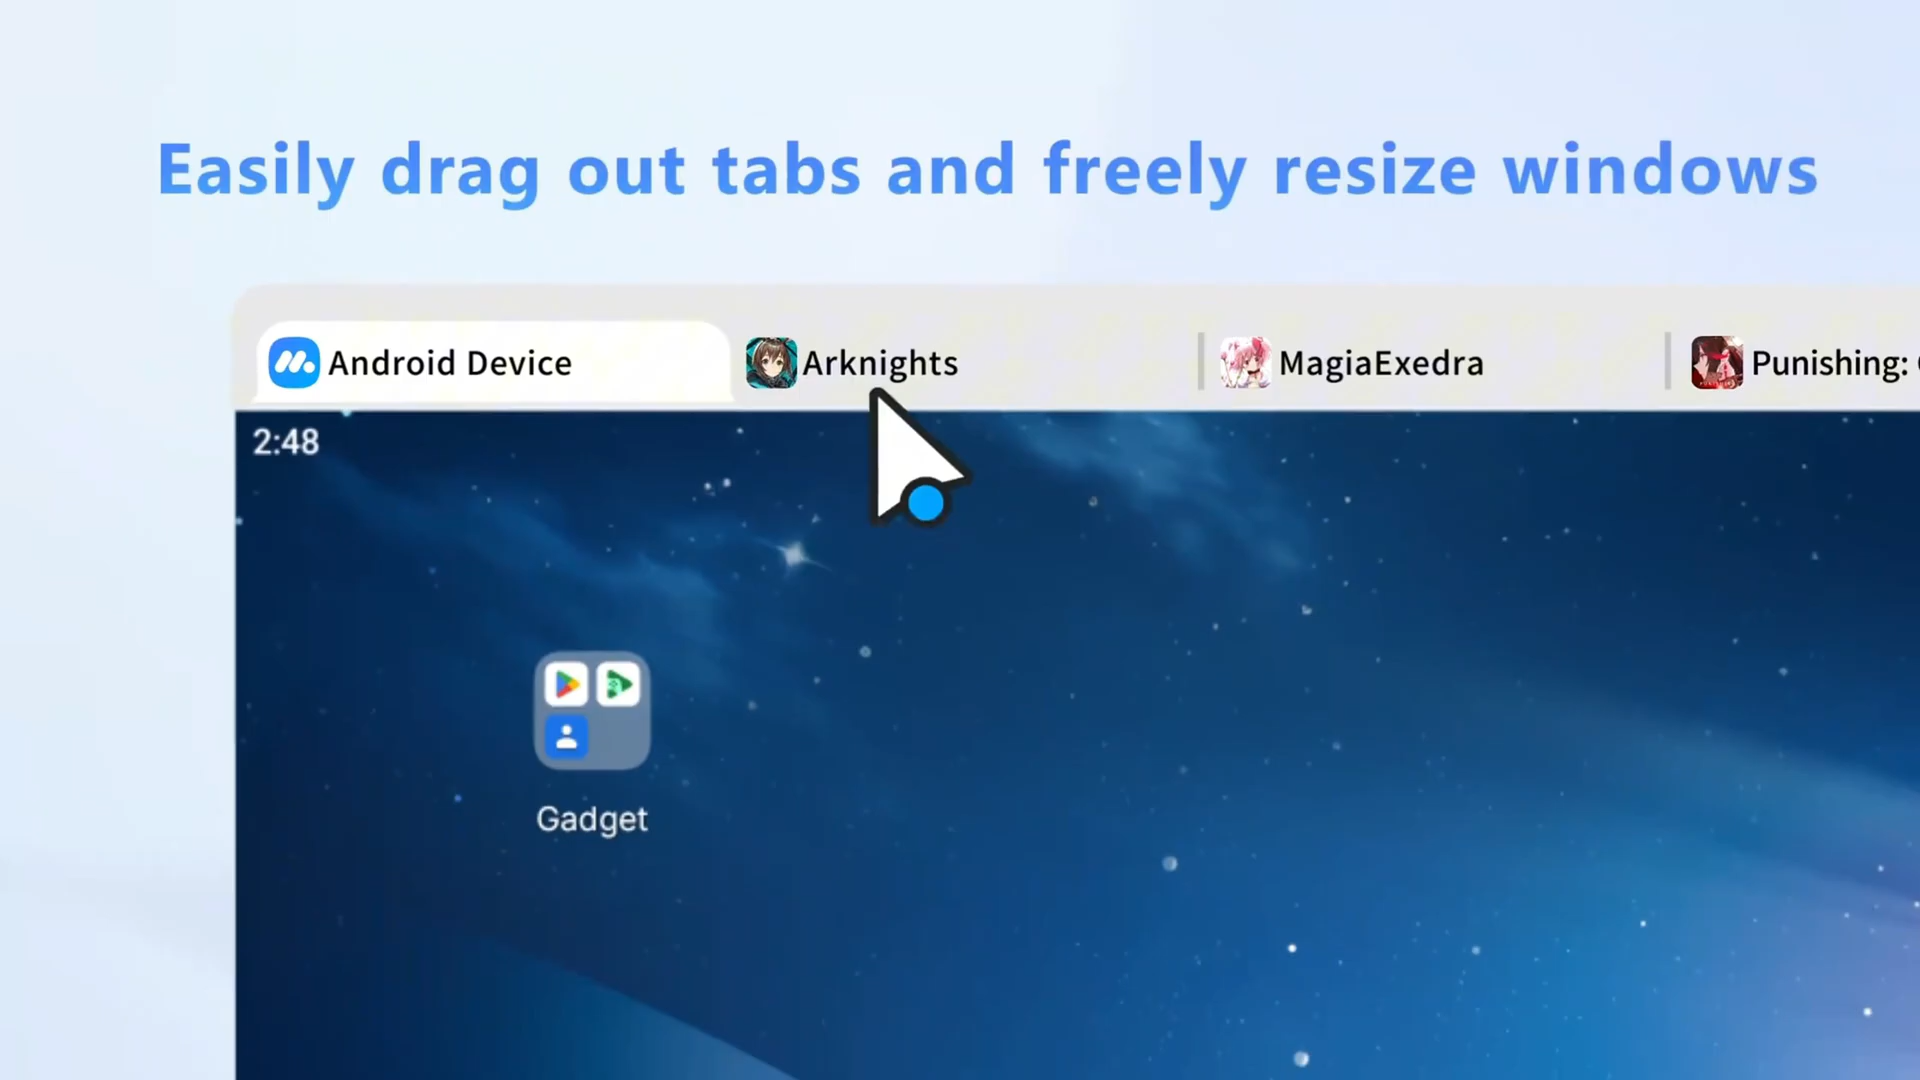 Easily drag out tabs and freely resize windows
Android Device
Arknights
MagiaExedra
Punishing:
2:48
Gadget